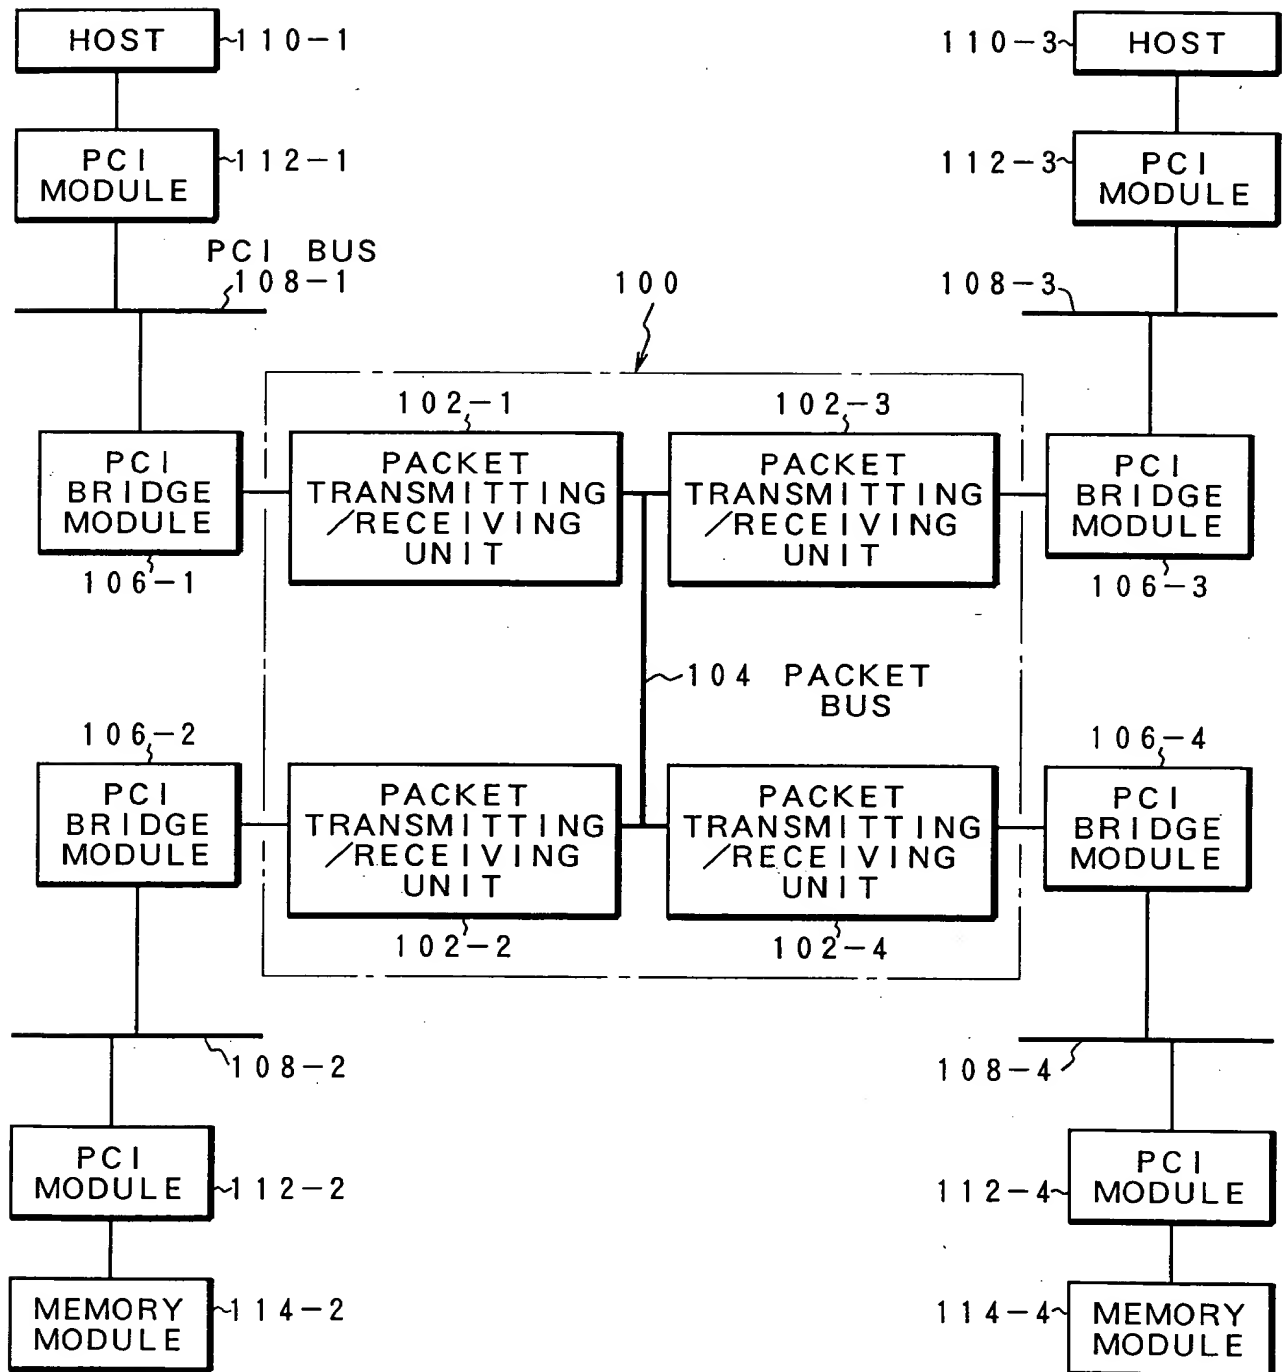 HOST
110-1
110-3
HOST
PCI
MODULE
112-1
112-3
PCI
MODULE
PCI BUS
108-1
100
108-3
102-1
102-3
PCI
BRIDGE
MODULE
106-1
PACKET
TRANSMITTING
/RECEIVING
UNIT
PACKET
TRANSMITTING
/RECEIVING
UNIT
PCI
BRIDGE
MODULE
106-3
104 PACKET
BUS
106-2
106-4
PCI
BRIDGE
MODULE
PACKET
TRANSMITTING
/RECEIVING
UNIT
102-2
PACKET
TRANSMITTING
/RECEIVING
UNIT
102-4
PCI
BRIDGE
MODULE
108-2
108-4
PCI
MODULE
112-2
112-4
PCI
MODULE
MEMORY
MODULE
114-2
114-4
MEMORY
MODULE